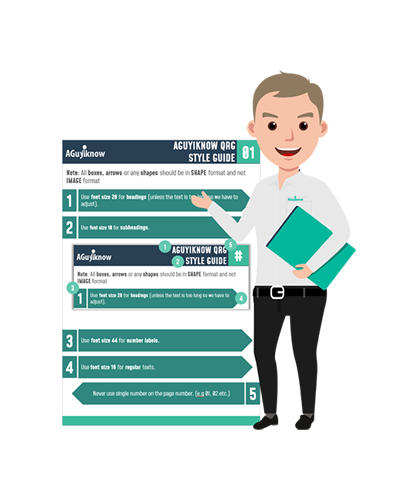 AGuyiknow
AGUYIKNOW QRG
STYLE GUIDE
01
Note: All boxes, arrows or any shapes should be in SHAPE format and not
IMAGE format
1
Use font size 28 for headings (unless the text is too long so we have to
adjust).
2
Use font size 18 for subheadings.
AGuyiknow
1
AGUYIKNOW QRG
5
#
2
STYLE GUIDE
Note: All boxes, arrows or any shapes should be in SHAPE format and not
IMAGE format
3
1
Use font size 28 for headings (unless the text is too long so we have to
adjust).
4
3
Use font size 44 for number labels.
4
Use font size 16 for regular texts.
Never use single number on the page number. (e.g 01, 02 etc.)
5
AGuyiknow